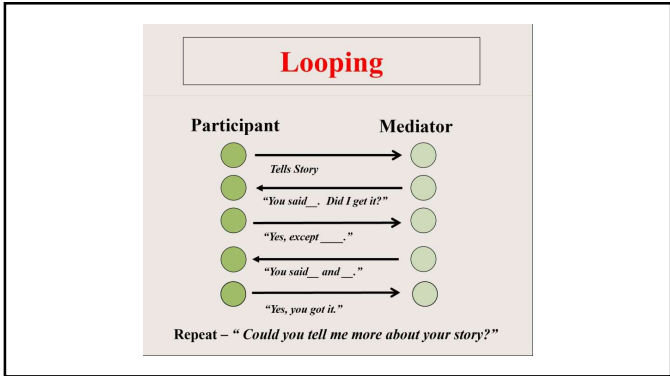 Looping
Participant Mediator
Tells Story
“You said__. Did I get it?”
“Yes, except ____.”
“You said__ and __.”
“Yes, you got it.”
Repeat – “ Could you tell me more about your story?”